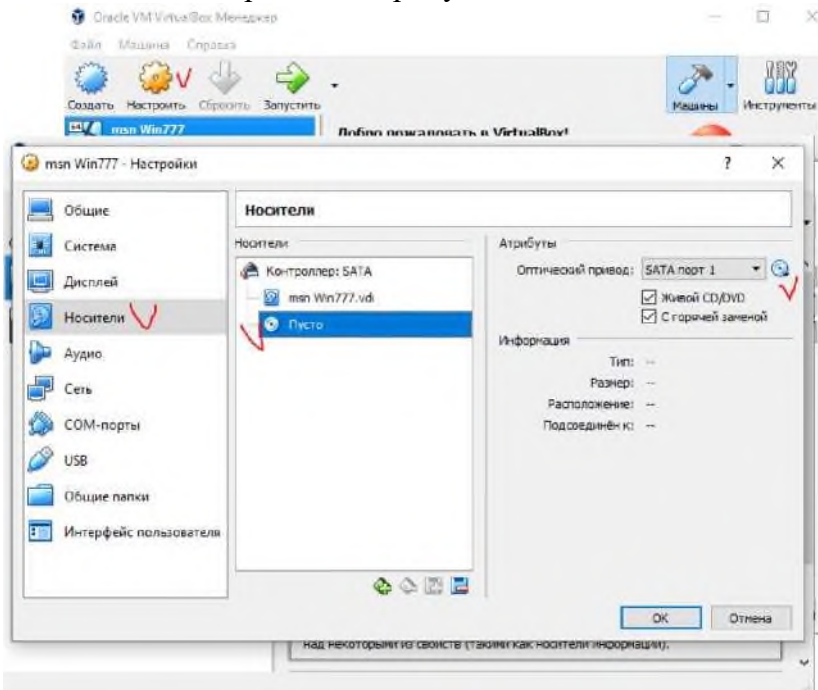 Oracle VM VirtualBox Менеджер
Файл Машина Справка
Создать Настроить Сбросить Запустить
Машины Инструменты
64 msn Win777
Добро пожаловать в VirtualBox!
msn Win777 - Настройки
? ×
Общие
Система
Дисплей
Носители
Аудио
Сеть
COM-порты
USB
Общие папки
Интерфейс пользователя
Носители
Носители
Контроллер: SATA
msn Win777.vdi
Пусто
Атрибуты
Оптический привод: SATA порт 1
Живой CD/DVD
С горячей заменой
Информация
Тип: --
Размер: --
Расположение: --
Подсоединён к: --
OK Отмена
над некоторыми из свойств (такими как носители информации).